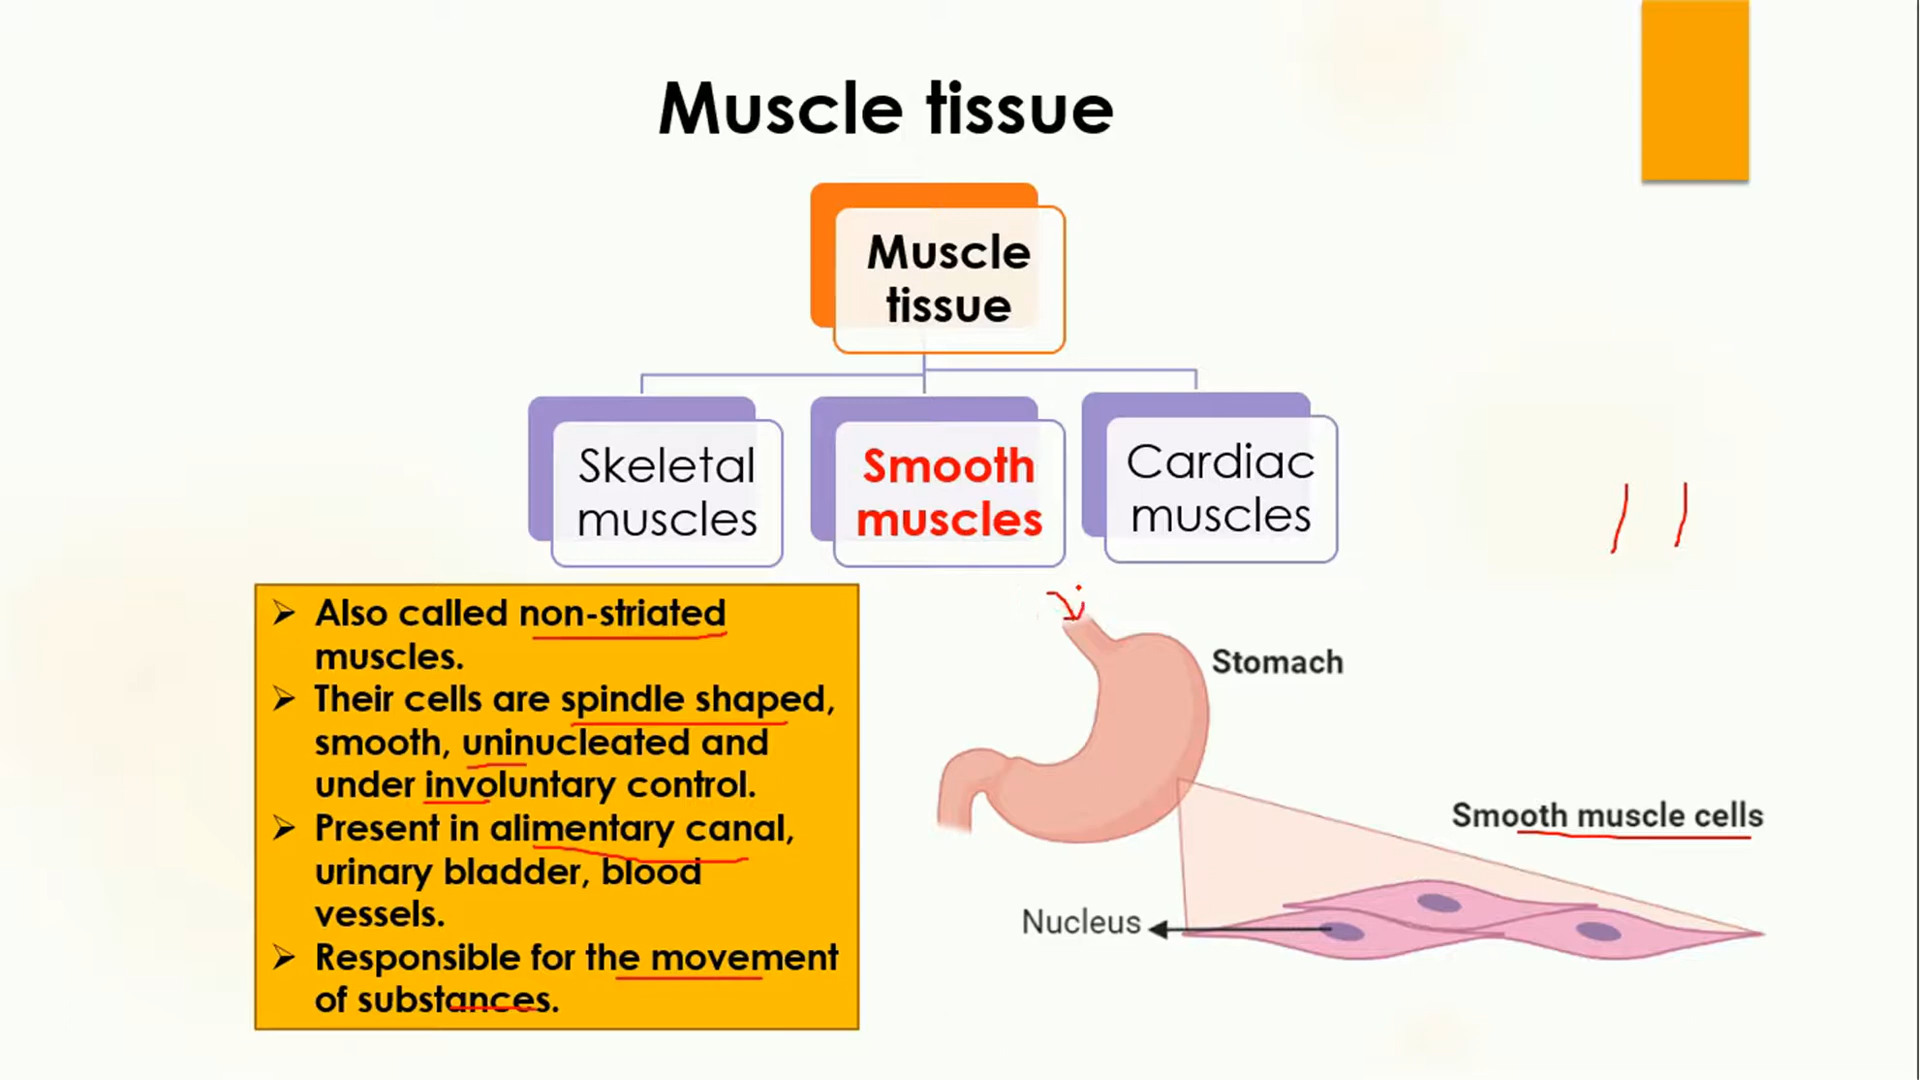 Muscle tissue
Muscle
tissue
Skeletal
muscles
Smooth
muscles
Cardiac
muscles
➢ Also called non-striated
muscles.
➢ Their cells are spindle shaped,
smooth, uninucleated and
under involuntary control.
➢ Present in alimentary canal,
urinary bladder, blood
vessels.
➢ Responsible for the movement
of substances.
Stomach
Smooth muscle cells
Nucleus